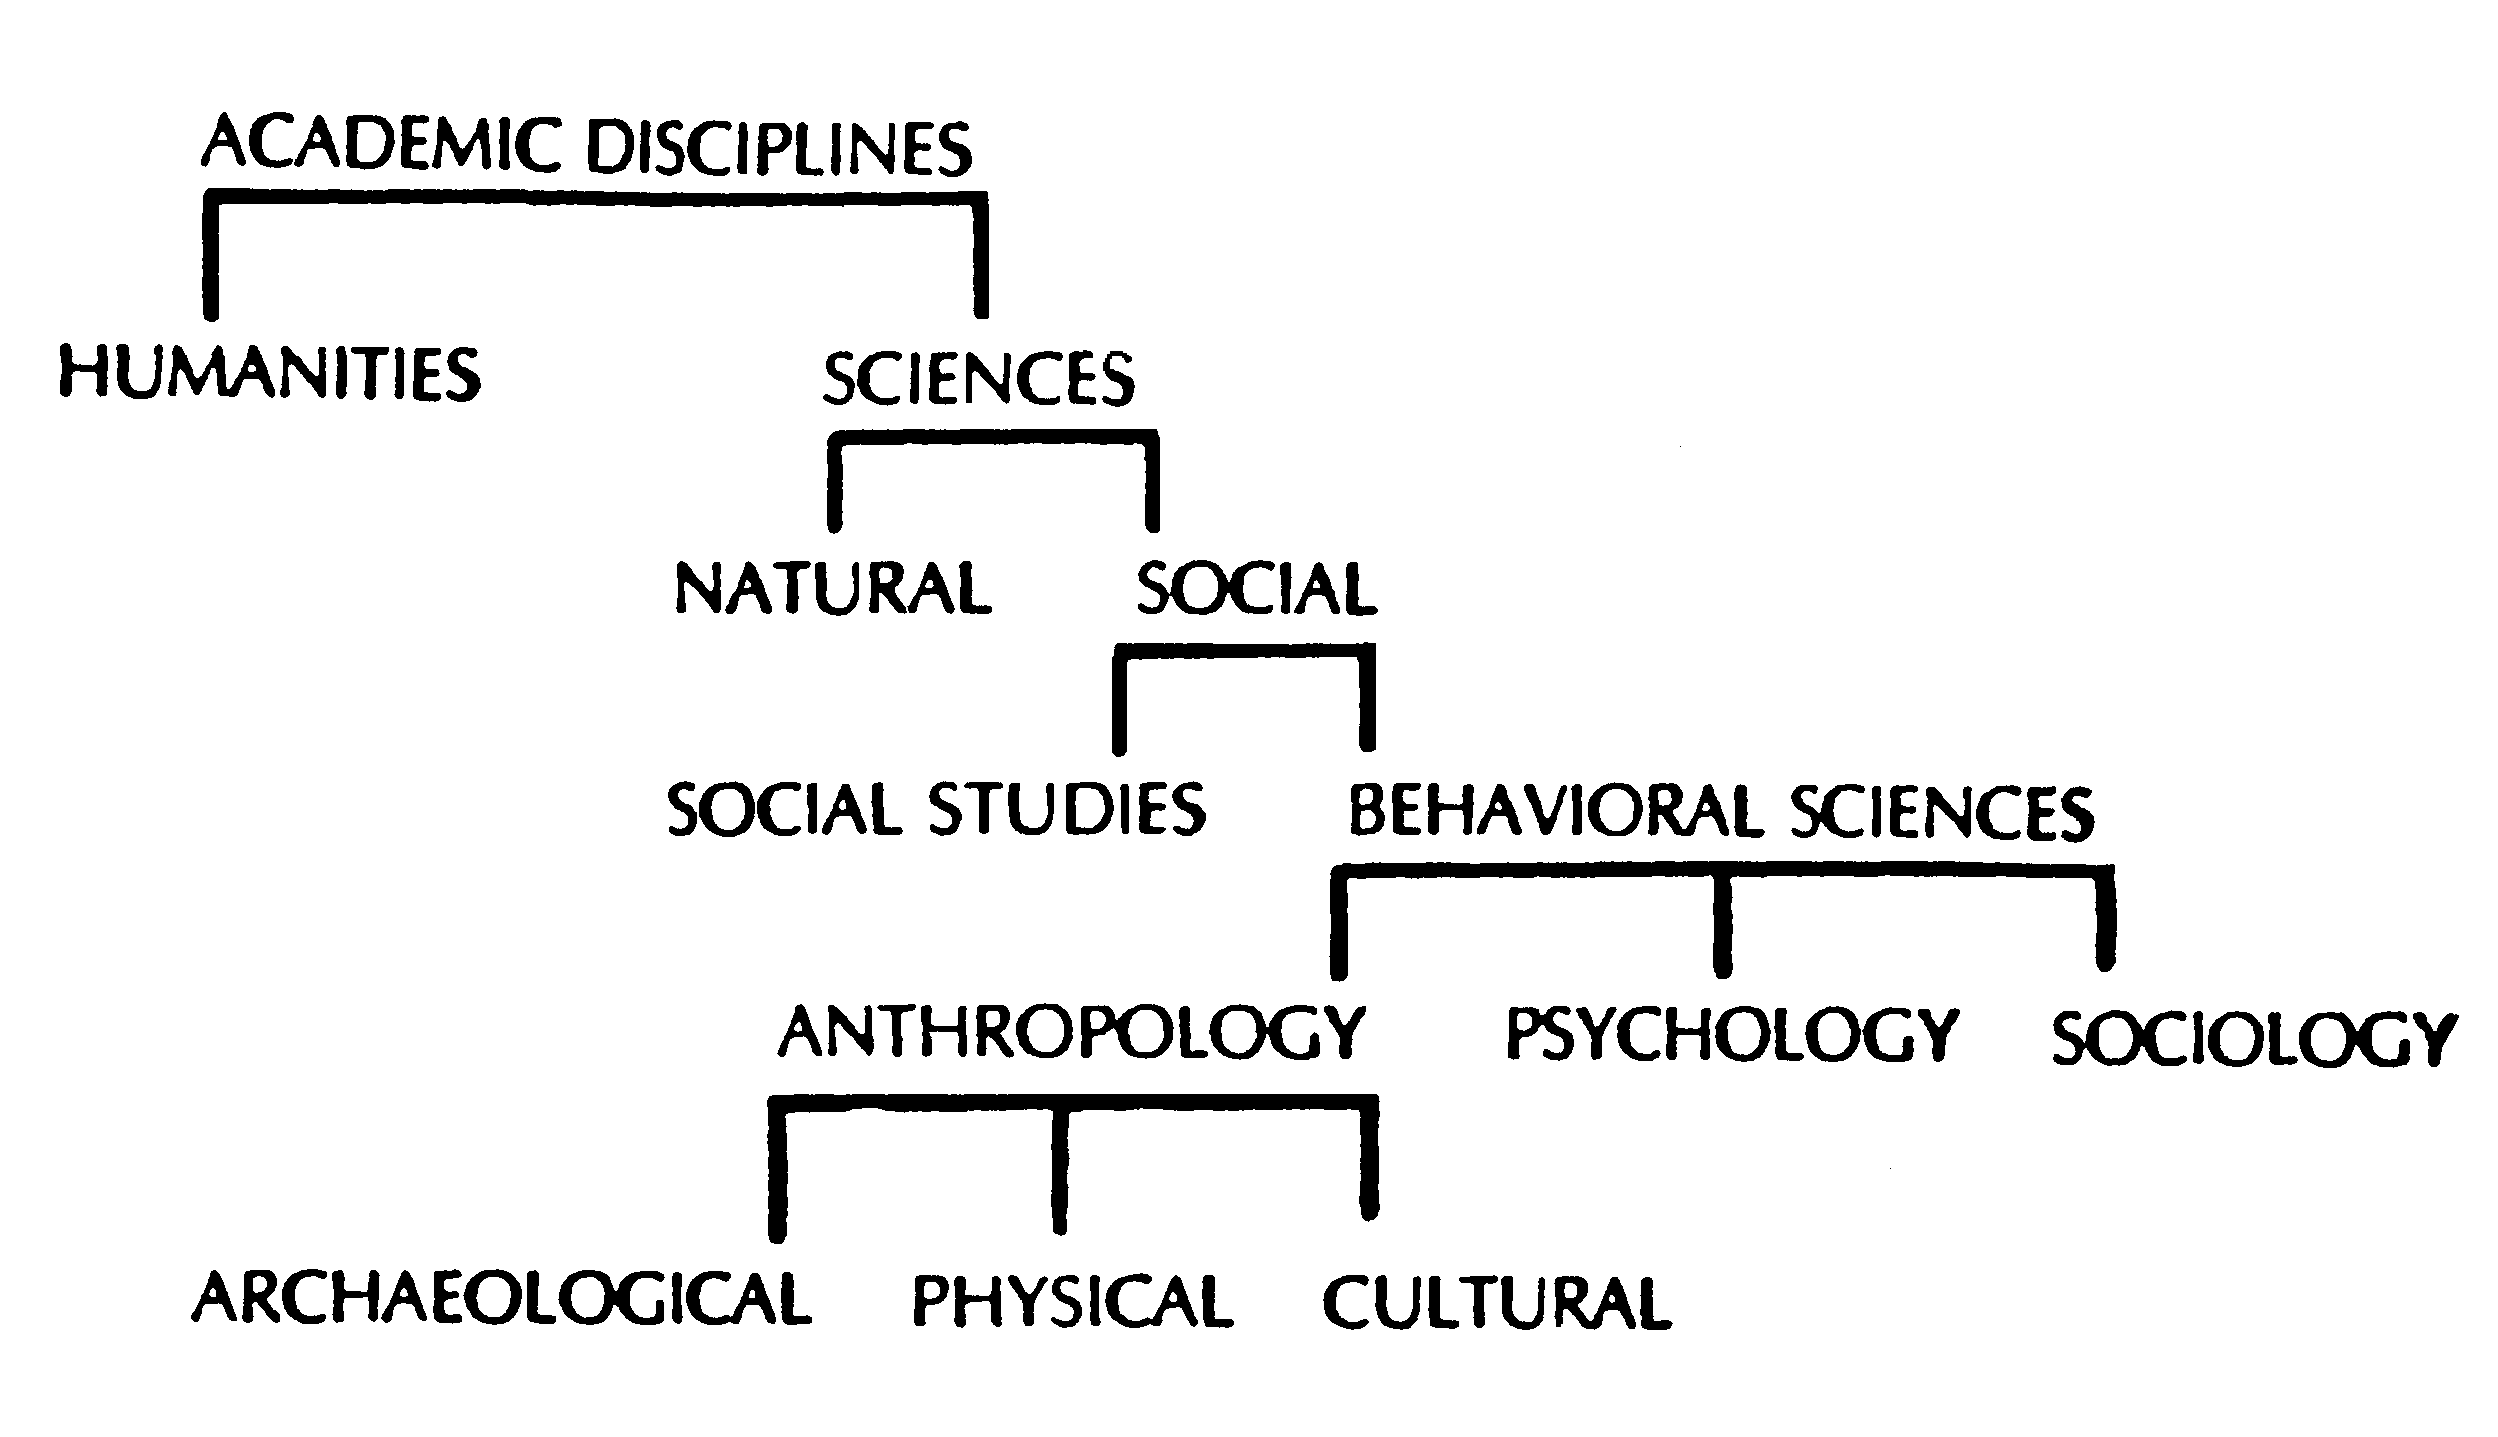 ACADEMIC DISCIPLINES
HUMANITIES SCIENCES
NATURAL SOCIAL
SOCIAL STUDIES BEHAVIORAL SCIENCES
ANTHROPOLOGY PSYCHOLOGY SOCIOLOGY
ARCHAEOLOGICAL PHYSICAL CULTURAL